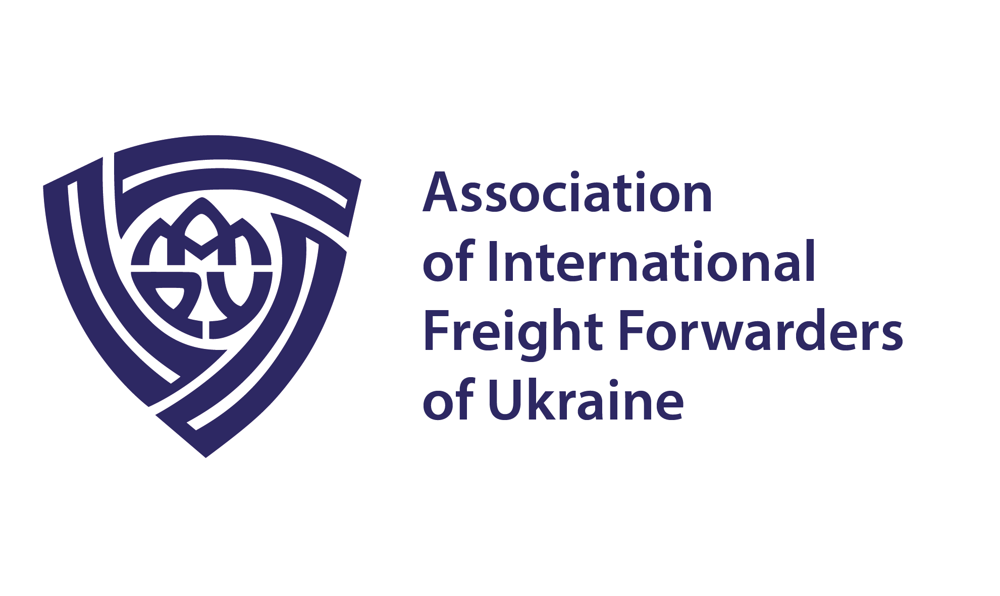 Association
of International
Freight Forwarders
of Ukraine